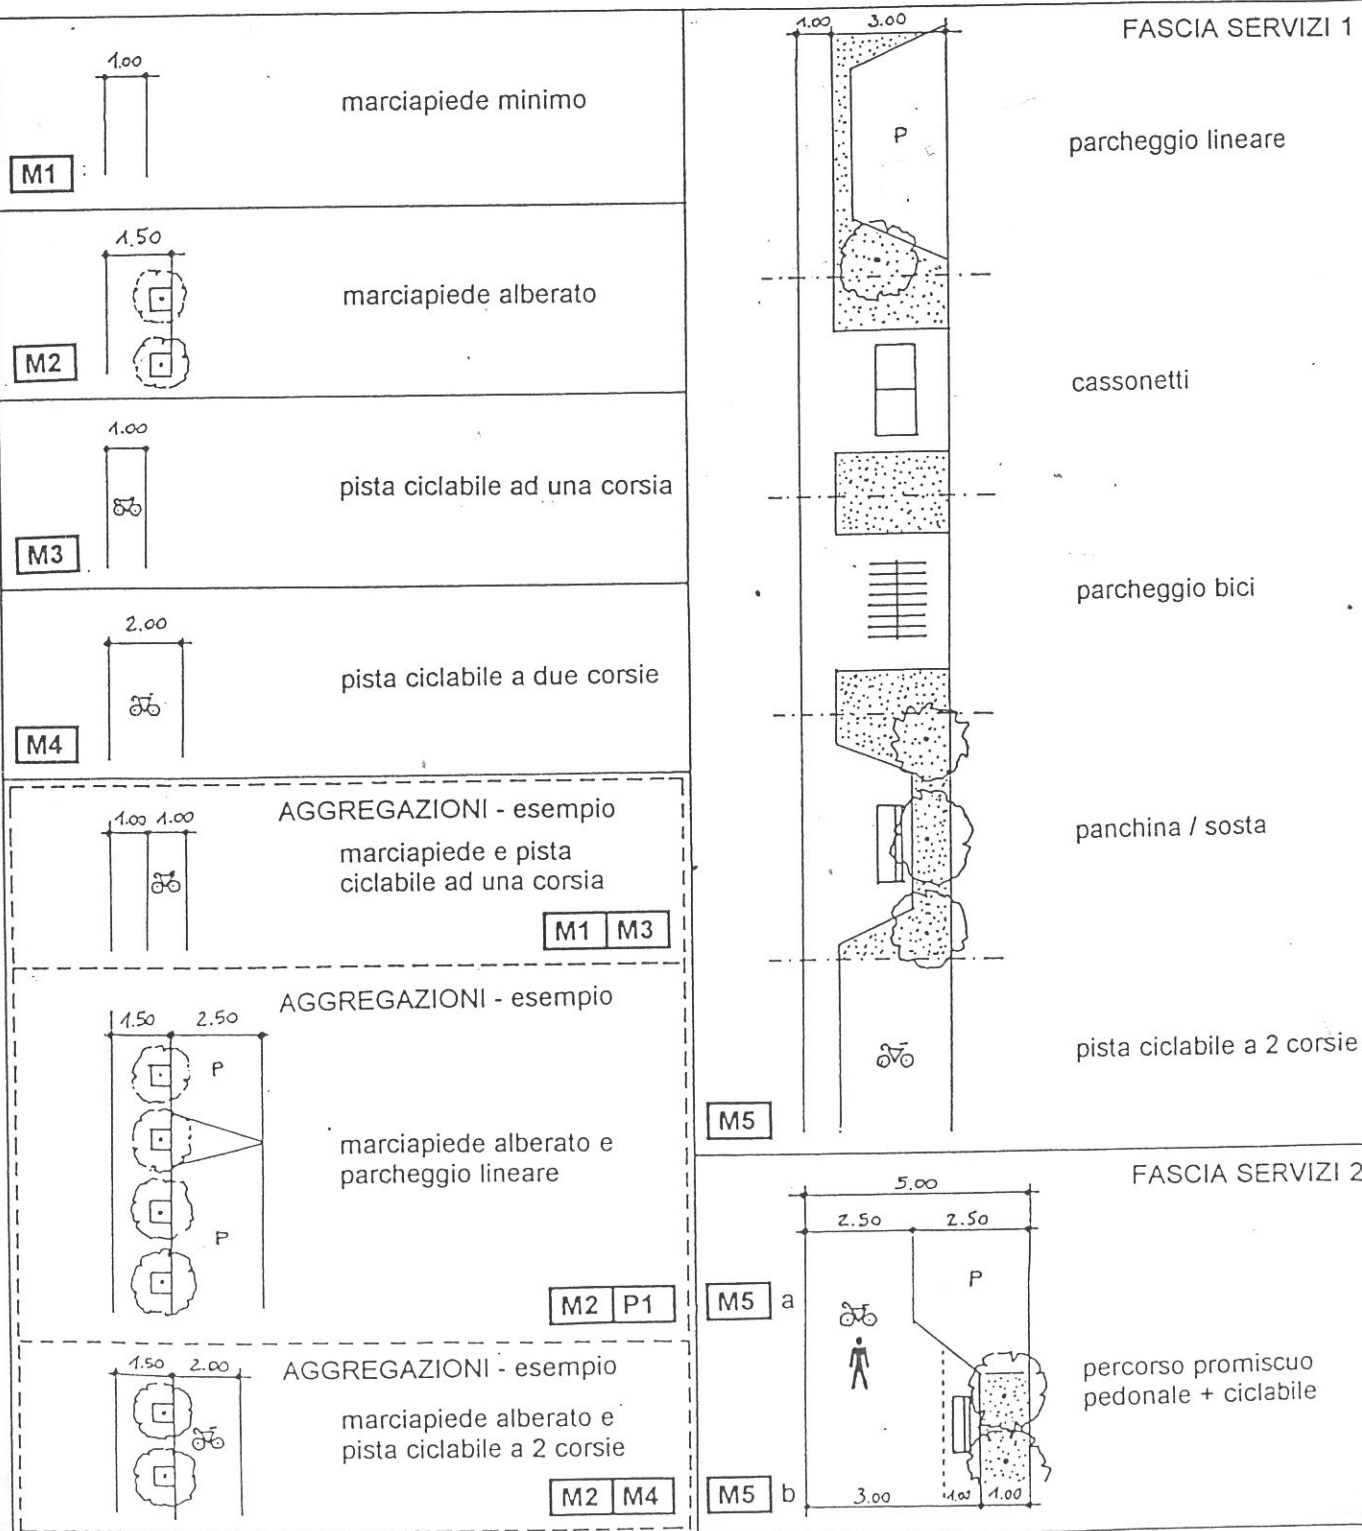 1.00
marciapiede minimo
M1
1.50
marciapiede alberato
M2
1.00
pista ciclabile ad una corsia
M3
2.00
pista ciclabile a due corsie
M4
AGGREGAZIONI - esempio
1.00 1.00
marciapiede e pista
ciclabile ad una corsia
M1 M3
AGGREGAZIONI - esempio
1.50 2.50
P
marciapiede alberato e
parcheggio lineare
P
M2 P1
AGGREGAZIONI - esempio
1.50 2.00
marciapiede alberato e
pista ciclabile a 2 corsie
M2 M4
FASCIA SERVIZI 1
1.00 3.00
P
parcheggio lineare
cassonetti
parcheggio bici
panchina / sosta
pista ciclabile a 2 corsie
M5
FASCIA SERVIZI 2
5.00
2.50 2.50
P
M5 a
percorso promiscuo
pedonale + ciclabile
M5 b
3.00 1.00 1.00